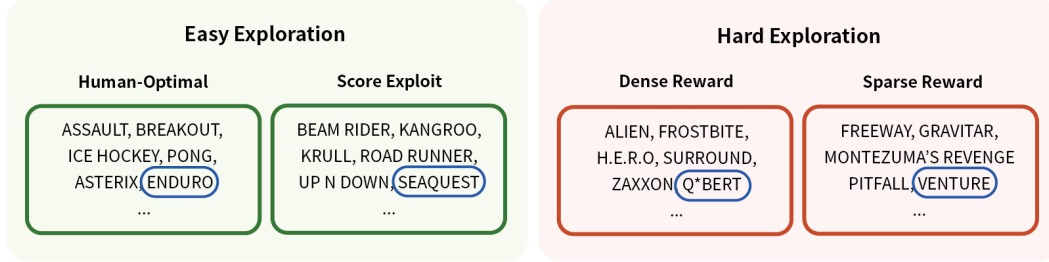 Easy Exploration
Human-Optimal
ASSAULT, BREAKOUT,
ICE HOCKEY, PONG,
ASTERIX, ENDURO
...
Score Exploit
BEAM RIDER, KANGROO,
KRULL, ROAD RUNNER,
UP N DOWN, SEAQUEST
...
Hard Exploration
Dense Reward
ALIEN, FROSTBITE,
H.E.R.O, SURROUND,
ZAXXON, Q*BERT
...
Sparse Reward
FREEWAY, GRAVITAR,
MONTEZUMA'S REVENGE
PITFALL, VENTURE
...